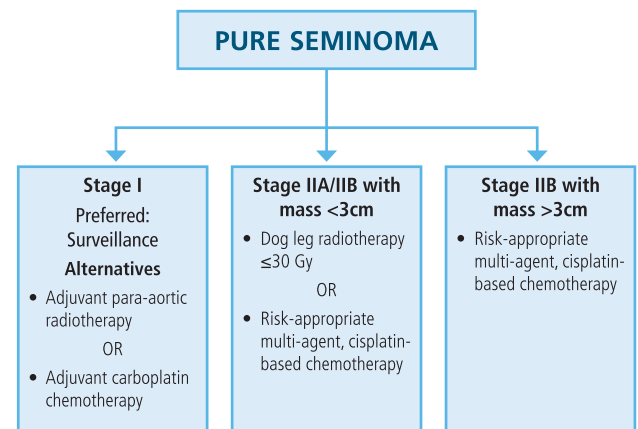 PURE SEMINOMA
Stage I
Preferred:
Surveillance
Alternatives
• Adjuvant para-aortic
radiotherapy
OR
• Adjuvant carboplatin
chemotherapy
Stage IIA/IIB with
mass <3cm
• Dog leg radiotherapy
≤30 Gy
OR
• Risk-appropriate
multi-agent, cisplatin-
based chemotherapy
Stage IIB with
mass >3cm
• Risk-appropriate
multi-agent, cisplatin-
based chemotherapy